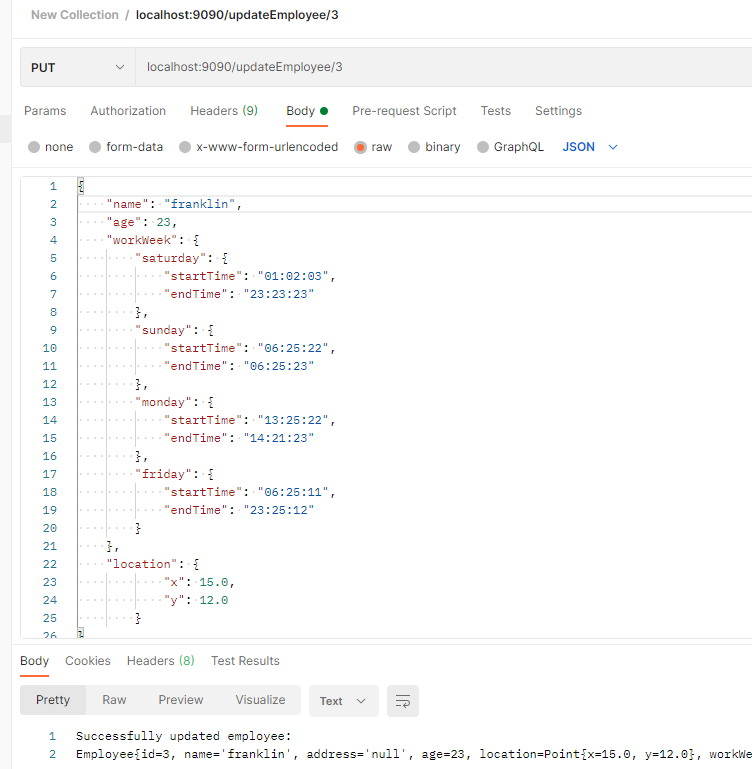 New Collection / localhost:9090/updateEmployee/3
PUT localhost:9090/updateEmployee/3
Params Authorization Headers (9) Body Pre-request Script Tests Settings
none form-data x-www-form-urlencoded raw binary GraphQL JSON
1 {
2 "name": "franklin",
3 "age": 23,
4 "workWeek": {
5 "saturday": {
6 "startTime": "01:02:03",
7 "endTime": "23:23:23"
8 },
9 "sunday": {
10 "startTime": "06:25:22",
11 "endTime": "06:25:23"
12 },
13 "monday": {
14 "startTime": "13:25:22",
15 "endTime": "14:21:23"
16 },
17 "friday": {
18 "startTime": "06:25:11",
19 "endTime": "23:25:12"
20 }
21 },
22 "location": {
23 "x": 15.0,
24 "y": 12.0
25 }
26 }
Body Cookies Headers (8) Test Results
Pretty Raw Preview Visualize Text
1 Successfully updated employee:
2 Employee{id=3, name='franklin', address='null', age=23, location=Point{x=15.0, y=12.0}, workWe